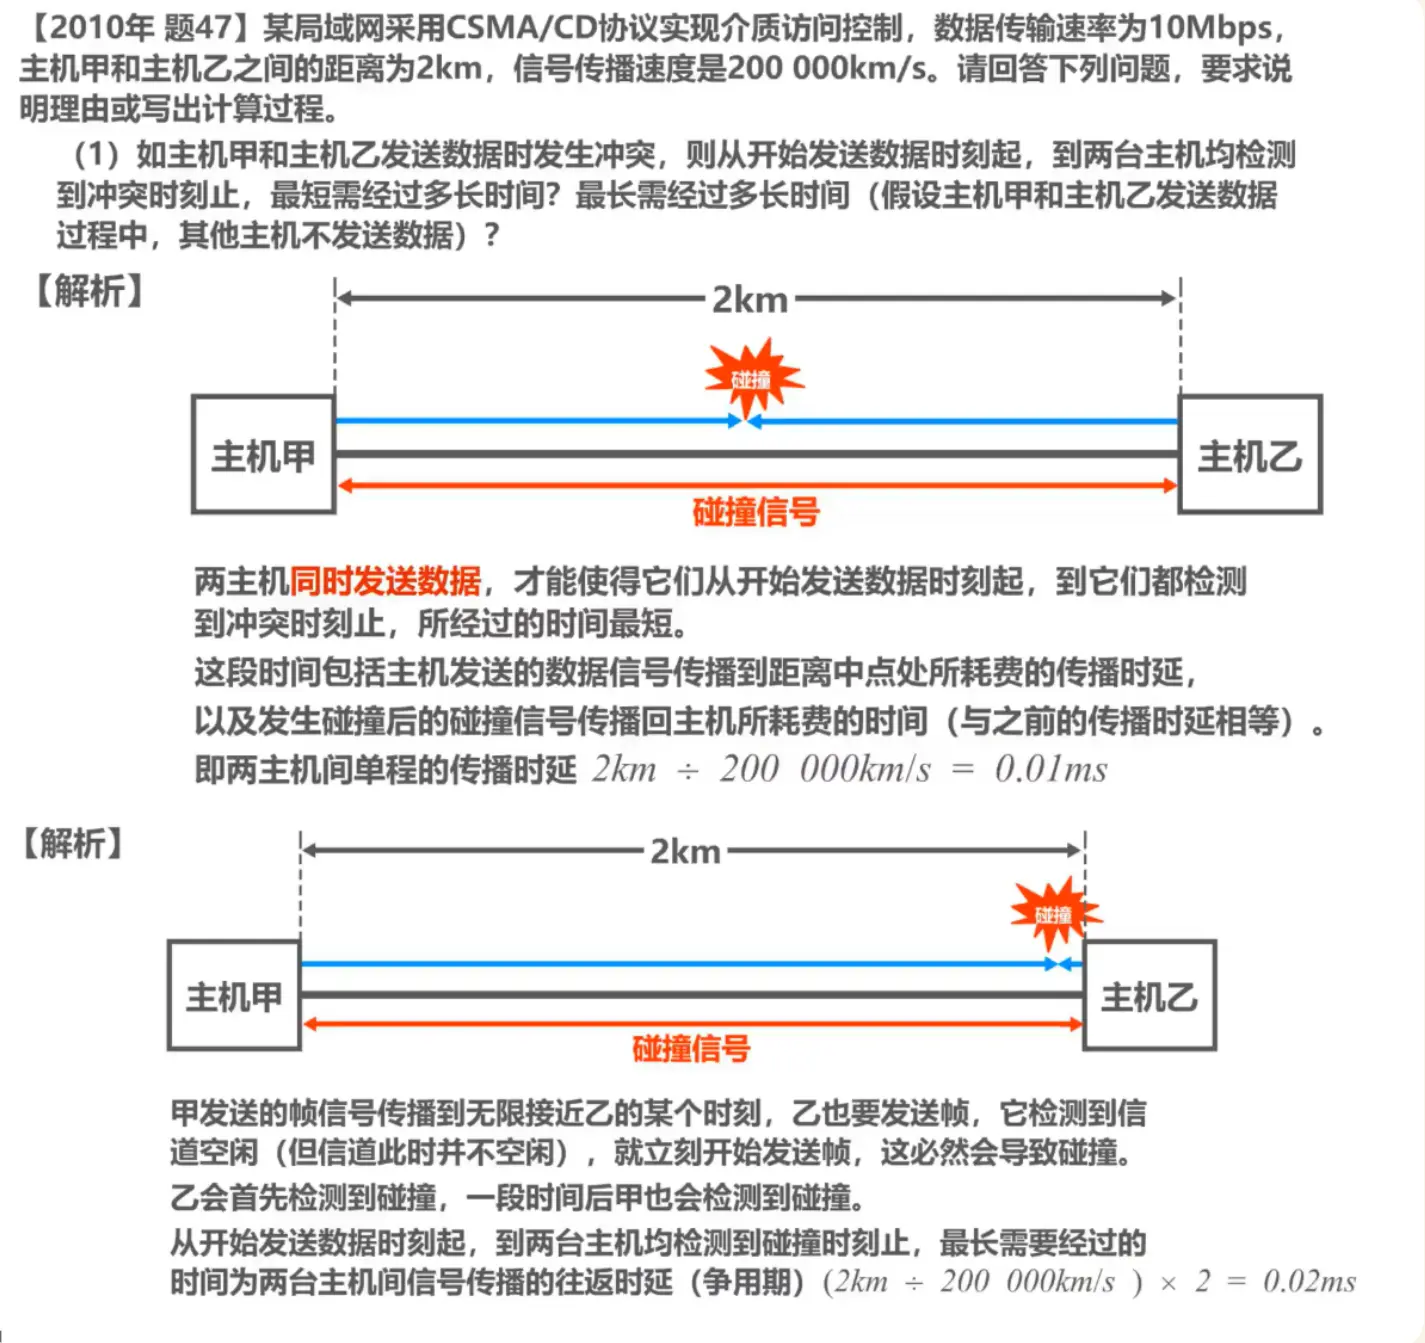 【2010年 题47】某局域网采用CSMA/CD协议实现介质访问控制，数据传输速率为10Mbps，
主机甲和主机乙之间的距离为2km，信号传播速度是200 000km/s。请回答下列问题，要求说
明理由或写出计算过程。
（1）如主机甲和主机乙发送数据时发生冲突，则从开始发送数据时刻起，到两台主机均检测
到冲突时刻止，最短需经过多长时间？最长需经过多长时间（假设主机甲和主机乙发送数据
过程中，其他主机不发送数据）？
【解析】
2km
碰撞
主机甲
主机乙
碰撞信号
两主机同时发送数据，才能使得它们从开始发送数据时刻起，到它们都检测
到冲突时刻止，所经过的时间最短。
这段时间包括主机发送的数据信号传播到距离中点处所耗费的传播时延，
以及发生碰撞后的碰撞信号传播回主机所耗费的时间（与之前的传播时延相等）。
即两主机间单程的传播时延 2km ÷ 200 000km/s = 0.01ms
【解析】
2km
碰撞
主机甲
主机乙
碰撞信号
甲发送的帧信号传播到无限接近乙的某个时刻，乙也要发送帧，它检测到信
道空闲（但信道此时并不空闲），就立刻开始发送帧，这必然会导致碰撞。
乙会首先检测到碰撞，一段时间后甲也会检测到碰撞。
从开始发送数据时刻起，到两台主机均检测到碰撞时刻止，最长需要经过的
时间为两台主机间信号传播的往返时延（争用期）(2km ÷ 200 000km/s ) × 2 = 0.02ms